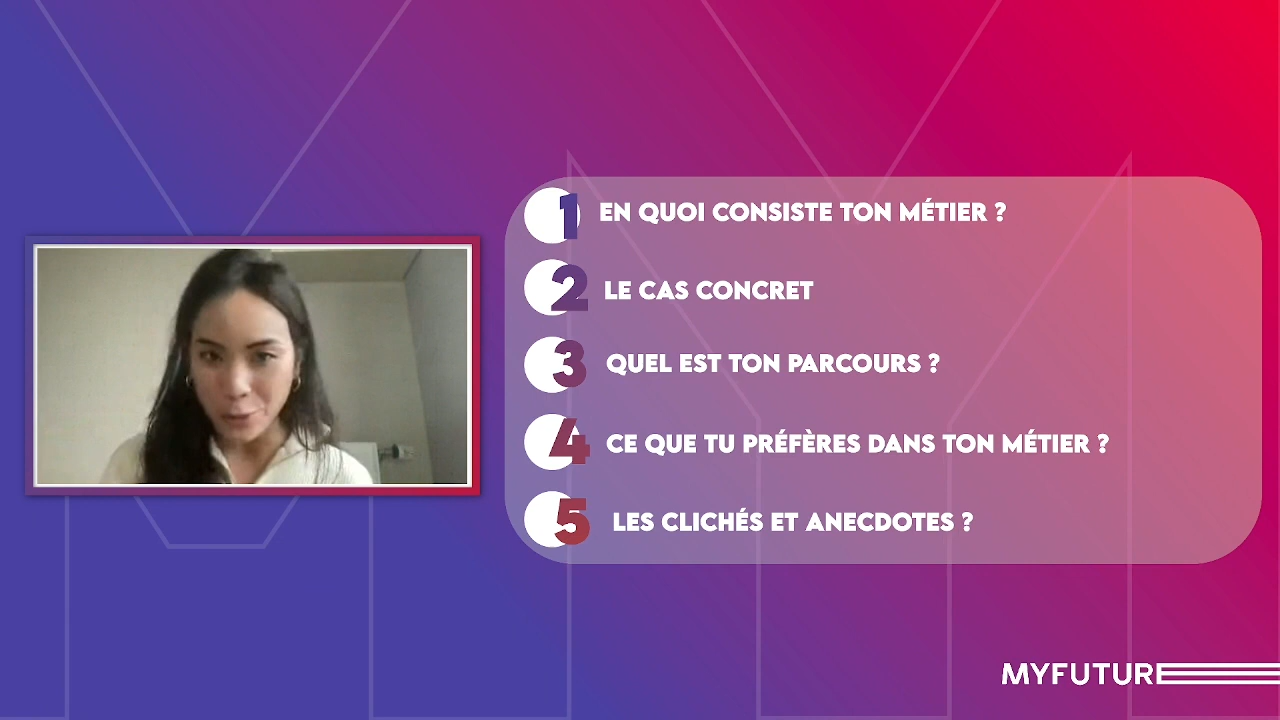 1 EN QUOI CONSISTE TON MÉTIER ?
2 LE CAS CONCRET
3 QUEL EST TON PARCOURS ?
4 CE QUE TU PRÉFÈRES DANS TON MÉTIER ?
5 LES CLICHÉS ET ANECDOTES ?
MYFUTURE